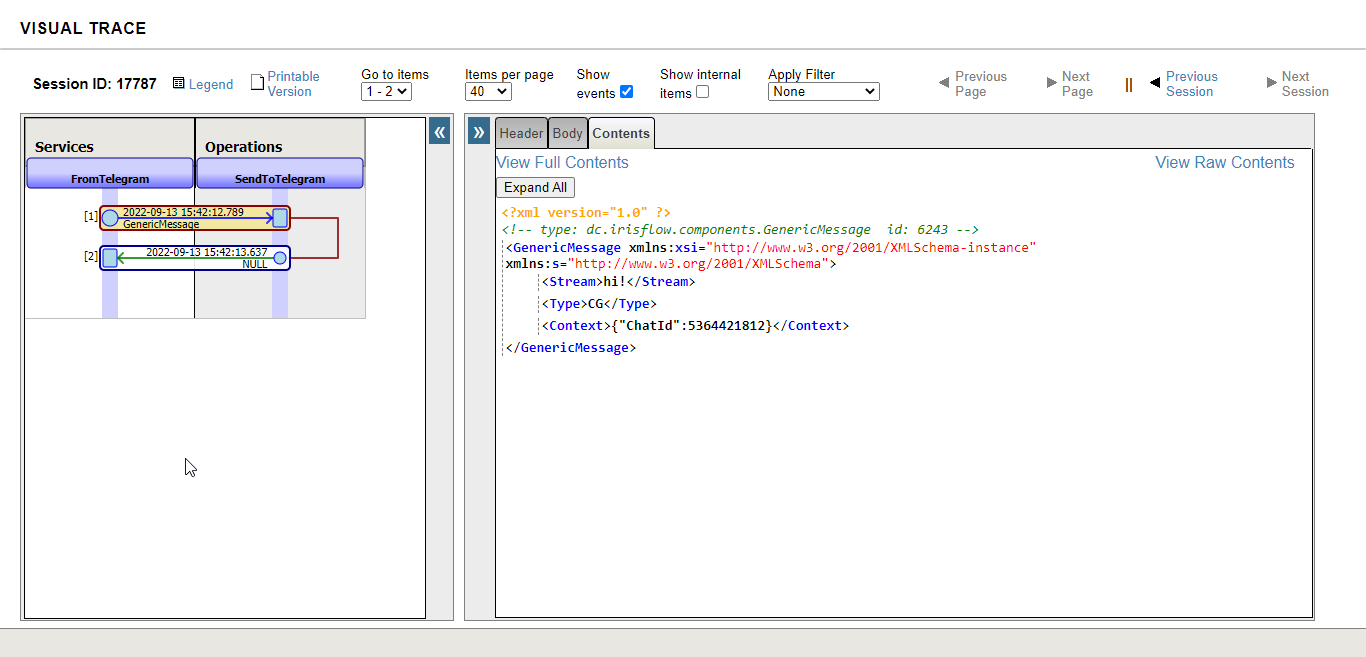 VISUAL TRACE
Session ID: 17787
Legend
Printable
Version
Go to items
1 - 2
Items per page
40
Show
events
Show internal
items
Apply Filter
None
Previous
Page
Next
Page
||
Previous
Session
Next
Session
Services
Operations
FromTelegram
SendToTelegram
[1]
2022-09-13 15:42:12.789
GenericMessage
[2]
2022-09-13 15:42:13.637
NULL
«
»
Header
Body
Contents
View Full Contents
View Raw Contents
Expand All
<?xml version="1.0" ?>
<!-- type: dc.irisflow.components.GenericMessage  id: 6243 -->
<GenericMessage xmlns:xsi="http://www.w3.org/2001/XMLSchema-instance"
xmlns:s="http://www.w3.org/2001/XMLSchema">
<Stream>hi!</Stream>
<Type>CG</Type>
<Context>{"ChatId":5364421812}</Context>
</GenericMessage>